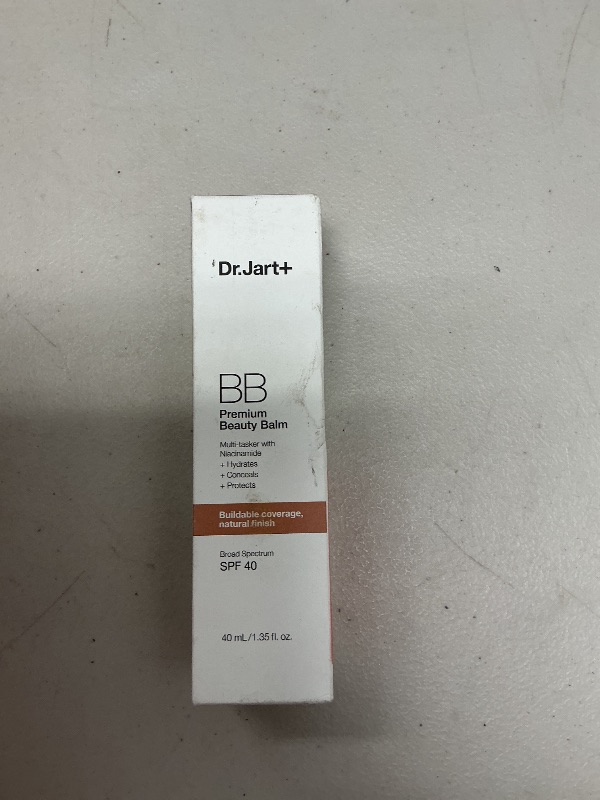 Dr.Jart+
BB
Premium
Beauty Balm
Multi-tasker with
Niacinamide
+ Hydrates
+ Conceals
+ Protects
Buildable coverage,
natural finish
Broad Spectrum
SPF 40
40 mL/1.35 fl. oz.